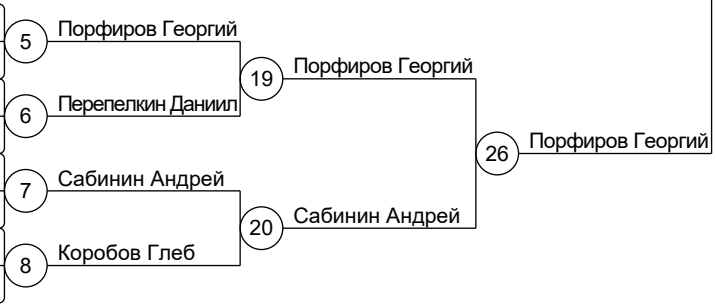 5 Порфиров Георгий
19 Порфиров Георгий
6 Перепелкин Даниил
26 Порфиров Георгий
7 Сабинин Андрей
20 Сабинин Андрей
8 Коробов Глеб